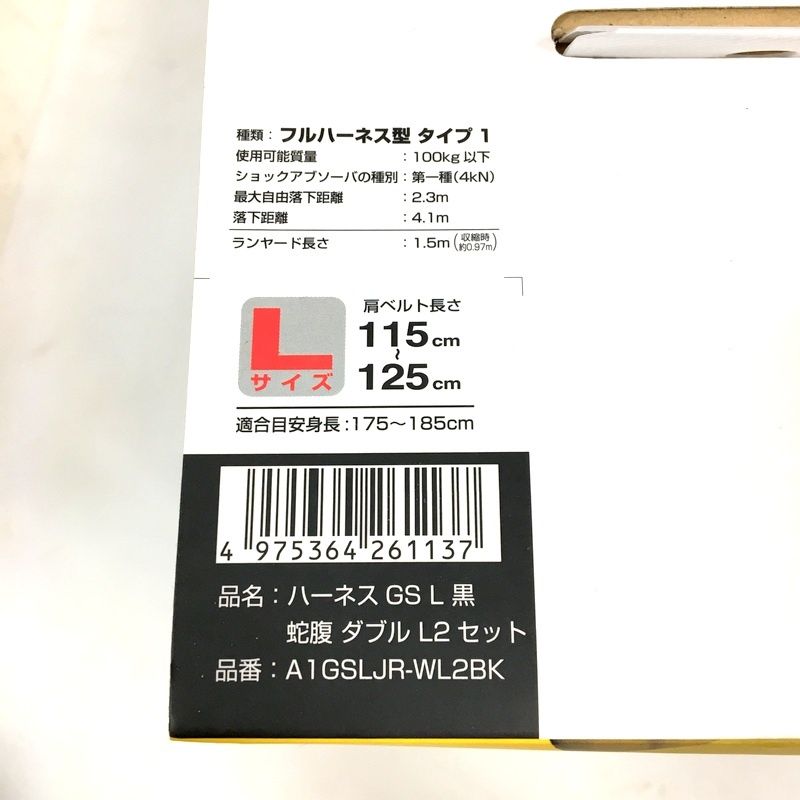 種類：フルハーネス型 タイプ 1
使用可能質量 ：100kg 以下
ショックアブソーバの種別：第一種(4kN)
最大自由落下距離 ：2.3m
落下距離 ：4.1m
ランヤード長さ ：1.5m (収縮時 約0.97m)
L
サイズ
肩ベルト長さ
115cm
〜
125cm
適合目安身長：175〜185cm
4 975364 261137
品名：ハーネス GS L 黒
蛇腹 ダブル L2 セット
品番：A1GSLJR-WL2BK